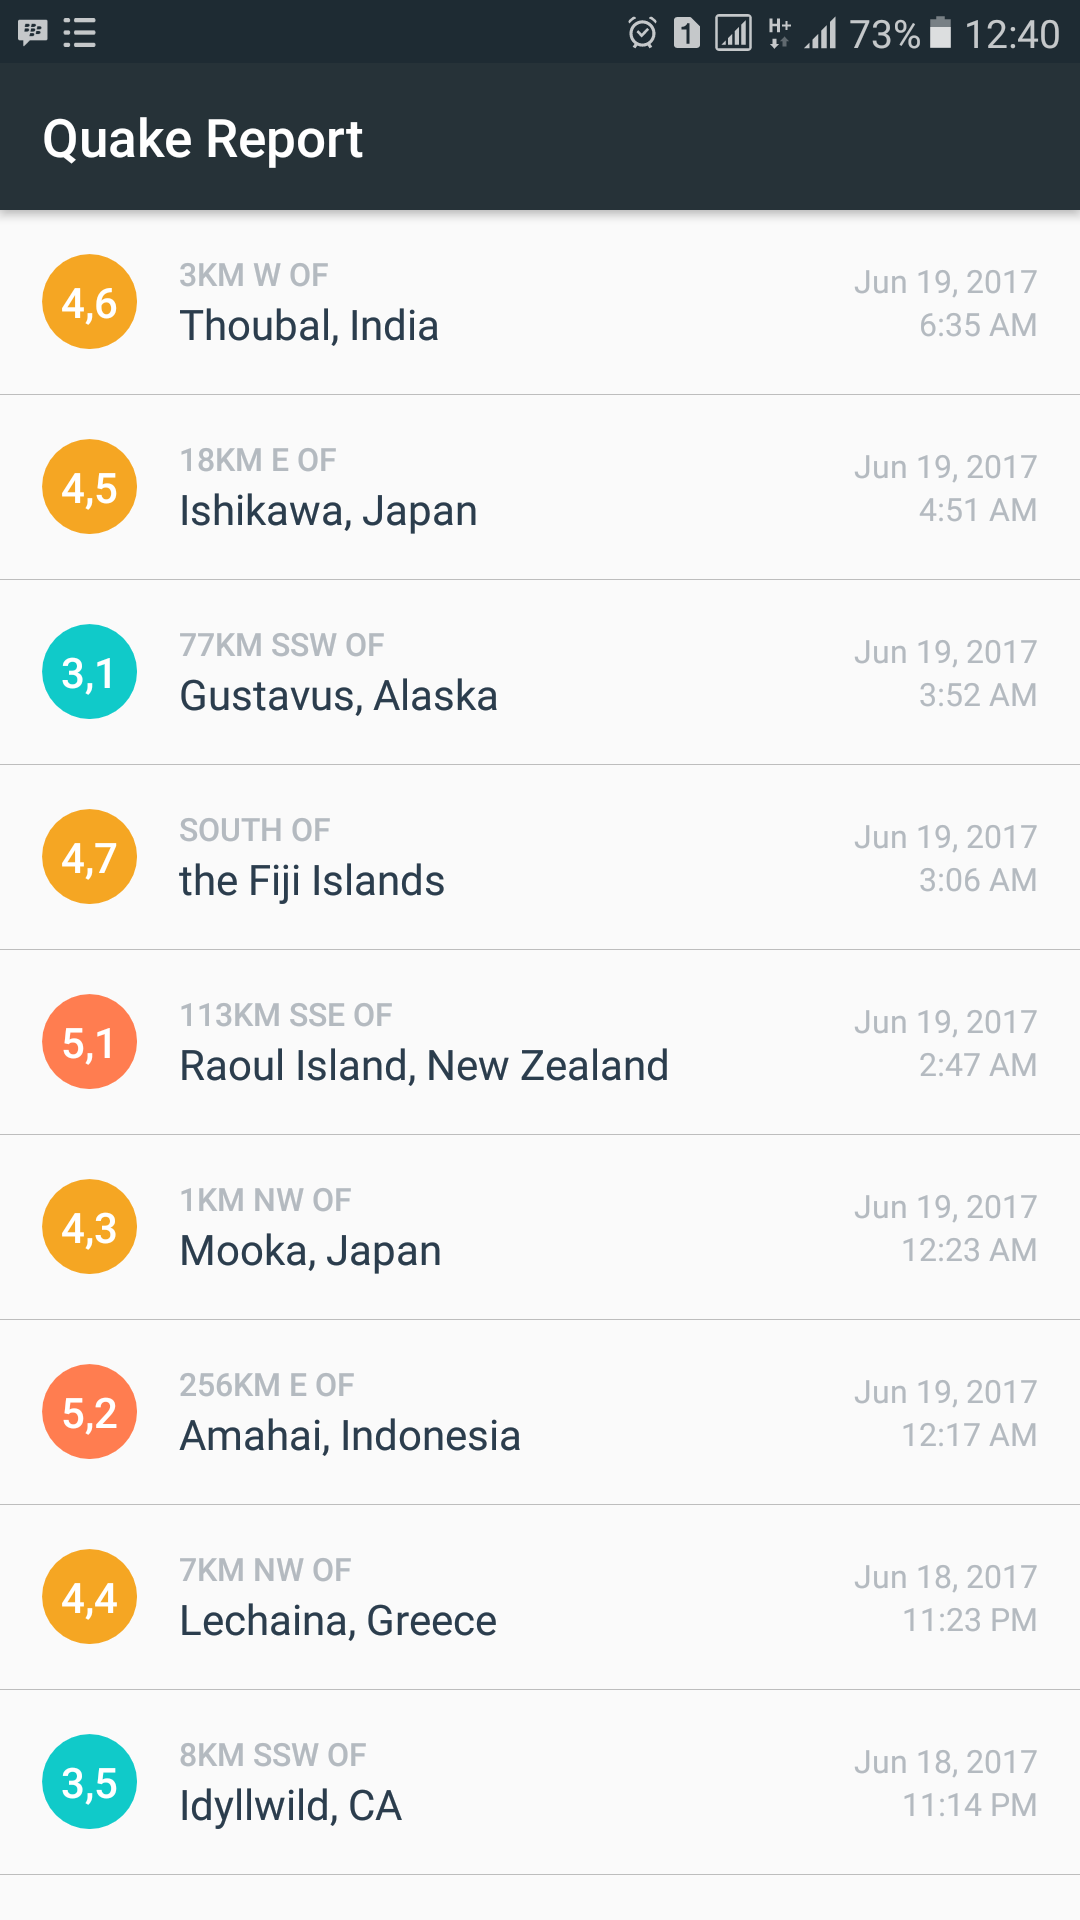 1 H+ 73% 12:40
Quake Report
4,6
3KM W OF
Thoubal, India
Jun 19, 2017
6:35 AM
4,5
18KM E OF
Ishikawa, Japan
Jun 19, 2017
4:51 AM
3,1
77KM SSW OF
Gustavus, Alaska
Jun 19, 2017
3:52 AM
4,7
SOUTH OF
the Fiji Islands
Jun 19, 2017
3:06 AM
5,1
113KM SSE OF
Raoul Island, New Zealand
Jun 19, 2017
2:47 AM
4,3
1KM NW OF
Mooka, Japan
Jun 19, 2017
12:23 AM
5,2
256KM E OF
Amahai, Indonesia
Jun 19, 2017
12:17 AM
4,4
7KM NW OF
Lechaina, Greece
Jun 18, 2017
11:23 PM
3,5
8KM SSW OF
Idyllwild, CA
Jun 18, 2017
11:14 PM